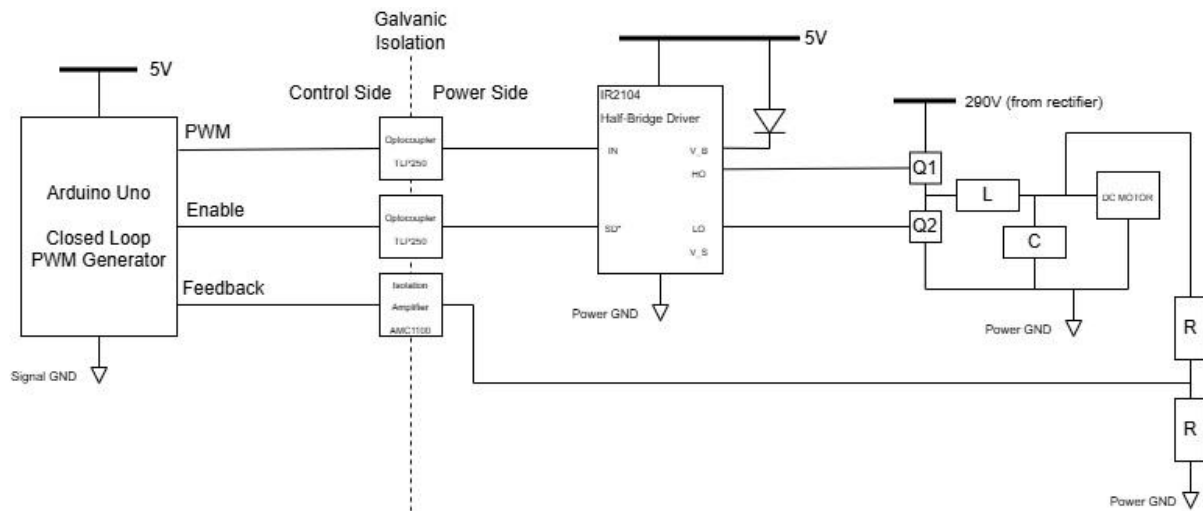 Galvanic
Isolation
5V
5V
Control Side
Power Side
290V (from rectifier)
IR2104
Half-Bridge Driver
PWM
Optocoupler
TLP250
IN
V_B
HO
Q1
Arduino Uno
Closed Loop
PWM Generator
L
DC MOTOR
Enable
Optocoupler
TLP250
SD*
LO
V_S
Q2
C
Feedback
Isolation
Amplifier
AMC1100
Power GND
Power GND
R
Signal GND
R
Power GND